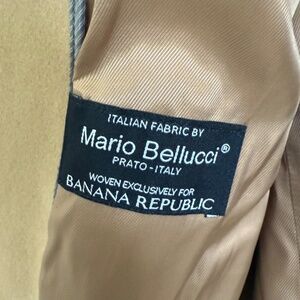 ITALIAN FABRIC BY
Mario Bellucci®
PRATO - ITALY
WOVEN EXCLUSIVELY FOR
BANANA REPUBLIC